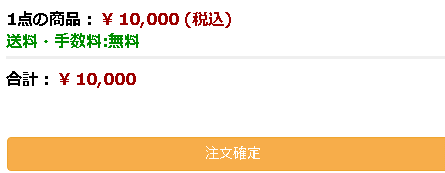 1点の商品： ¥ 10,000 (税込)
送料・手数料:無料
合計： ¥ 10,000
注文確定